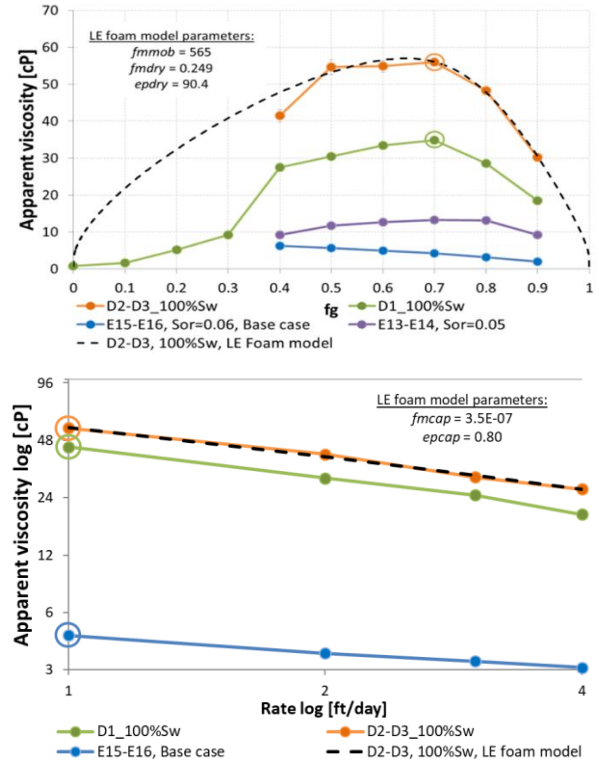 70
60
50
40
30
20
10
0
Apparent viscosity [cP]
LE foam model parameters:
fmmob = 565
fmdry = 0.249
epdry = 90.4
0 0.1 0.2 0.3 0.4 0.5 0.6 0.7 0.8 0.9 1
fg
D2-D3_100%Sw D1_100%Sw
E15-E16, Sor=0.06, Base case E13-E14, Sor=0.05
D2-D3, 100%Sw, LE Foam model
96
48
24
12
6
3
Apparent viscosity log [cP]
LE foam model parameters:
fmcap = 3.5E-07
epcap = 0.80
1 2 4
Rate log [ft/day]
D1_100%Sw D2-D3_100%Sw
E15-E16, Base case D2-D3, 100%Sw, LE foam model